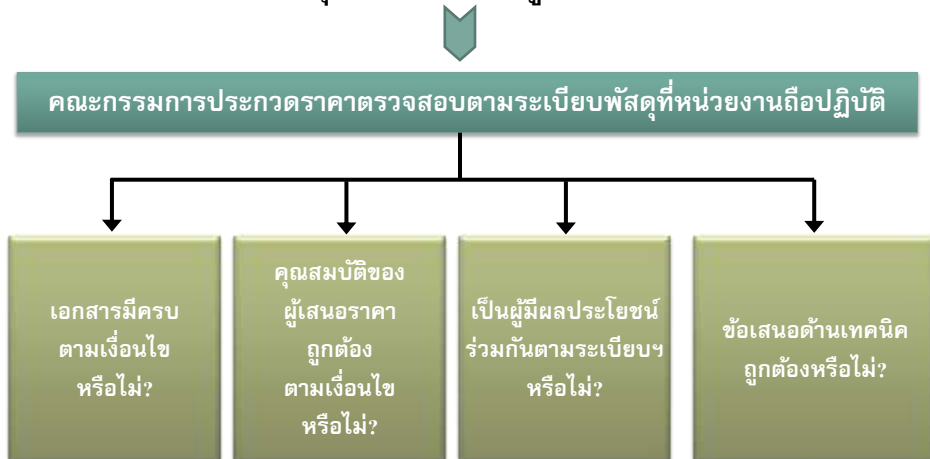 คณะกรรมการประกวดราคาตรวจสอบตามระเบียบพัสดุที่หน่วยงานถือปฏิบัติ
เอกสารมีครบ
ตามเงื่อนไข
หรือไม่?
คุณสมบัติของ
ผู้เสนอราคา
ถูกต้อง
ตามเงื่อนไข
หรือไม่?
เป็นผู้มีผลประโยชน์
ร่วมกันตามระเบียบฯ
หรือไม่?
ข้อเสนอด้านเทคนิค
ถูกต้องหรือไม่?